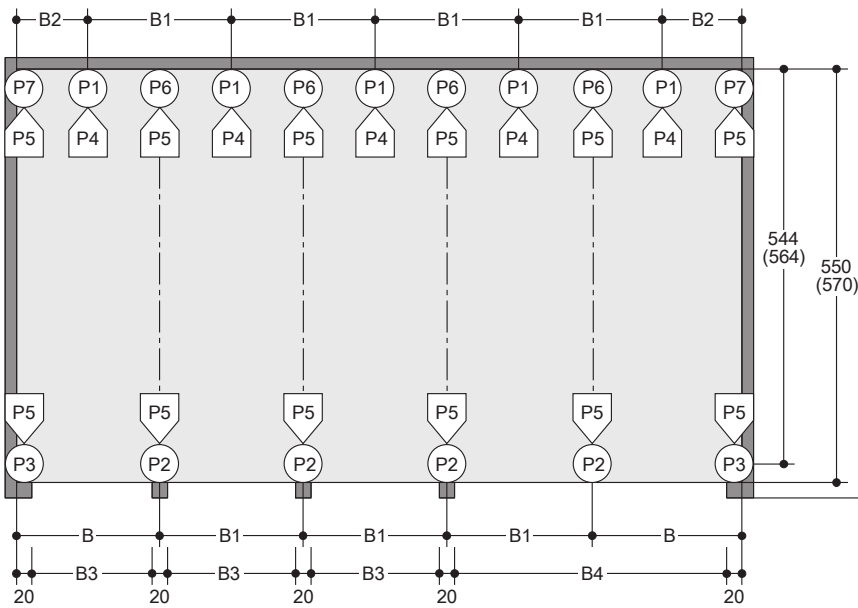 B2 B1 B1 B1 B1 B2
P7 P1 P6 P1 P6 P1 P6 P1 P6 P1 P7
P5 P4 P5 P4 P5 P4 P5 P4 P5 P4 P5
544
(564)
550
(570)
P5 P5 P5 P5 P5 P5
P3 P2 P2 P2 P2 P3
B B1 B1 B1 B
B3 B3 B3 B4
20 20 20 20 20